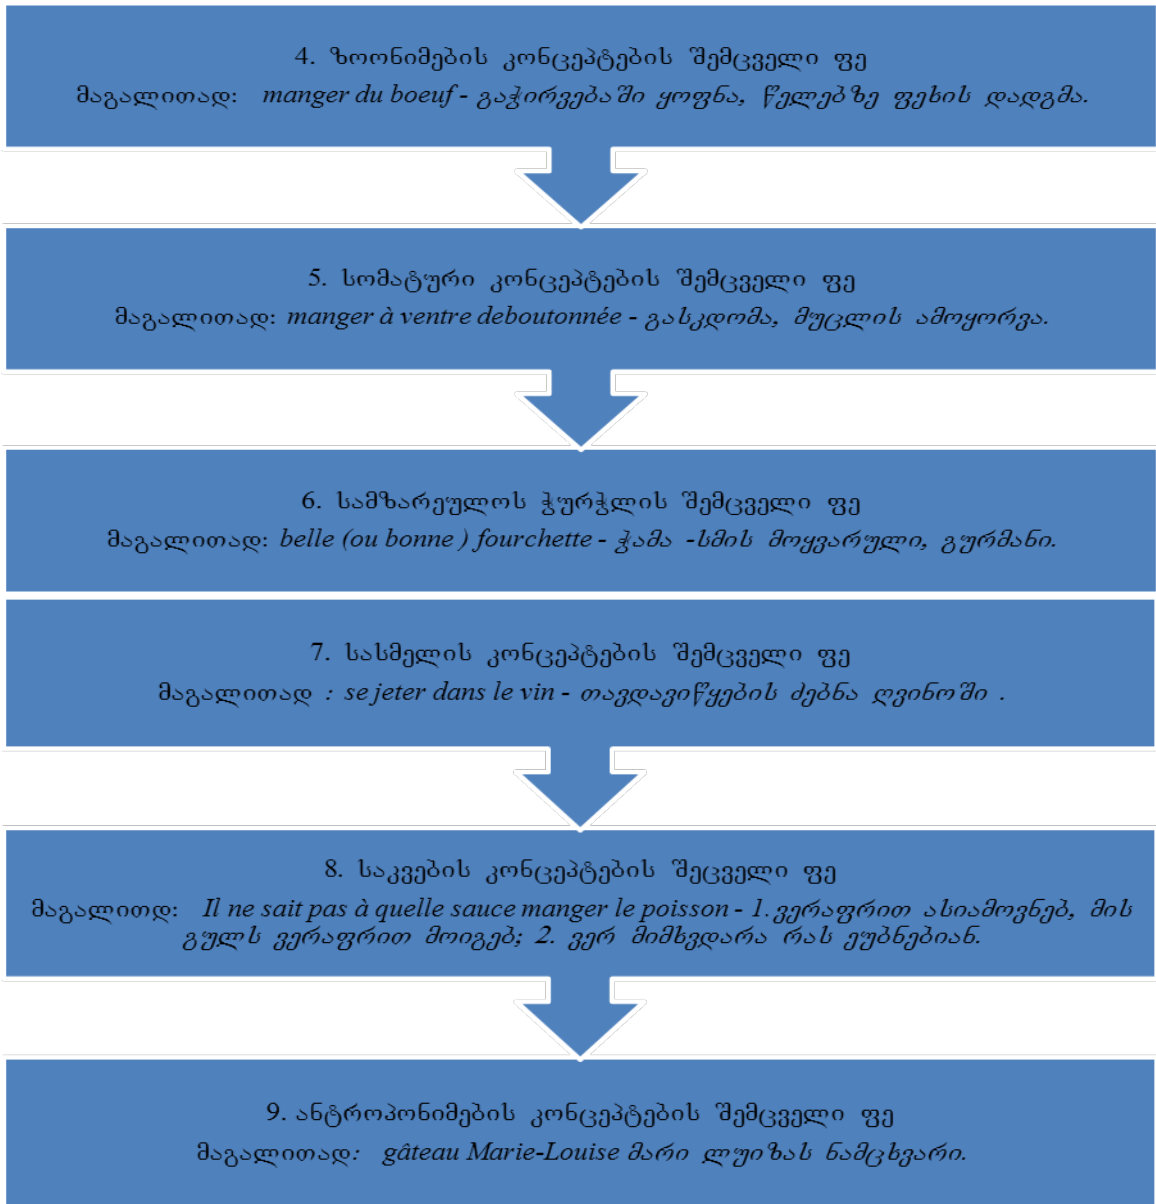 4. ზოონიმების კონცეპტების შემცველი ფე
მაგალითად: manger du boeuf - გაჭირვებაში ყოფნა, წელებზე ფეხის დადგმა.
5. სომატური კონცეპტების შემცველი ფე
მაგალითად: manger à ventre deboutonnée - გასკდომა, მუცლის ამოყორვა.
6. სამზარეულოს ჭურჭლის შემცველი ფე
მაგალითად: belle (ou bonne ) fourchette - ჭამა -სმის მოყვარული, გურმანი.
7. სასმელის კონცეპტების შემცველი ფე
მაგალითად : se jeter dans le vin - თავდავიწყების ძებნა ღვინოში .
8. საკვების კონცეპტების შეცველი ფე
მაგალითდ: Il ne sait pas à quelle sauce manger le poisson - 1.ვერაფრით ასიამოვნებ, მის
გულს ვერაფრით მოიგებ; 2. ვერ მიმხვდარა რას ეუბნებიან.
9. ანტროპონიმების კონცეპტების შემცველი ფე
მაგალითად: gâteau Marie-Louise მარი ლუიზას ნამცხვარი.